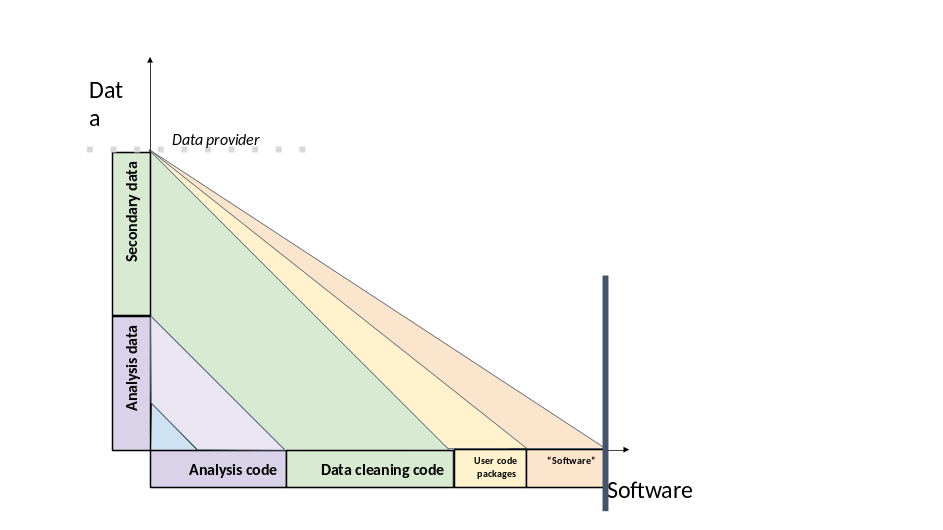 Dat
a
Data provider
Secondary data
Analysis data
Analysis code
Data cleaning code
User code
packages
“Software”
Software